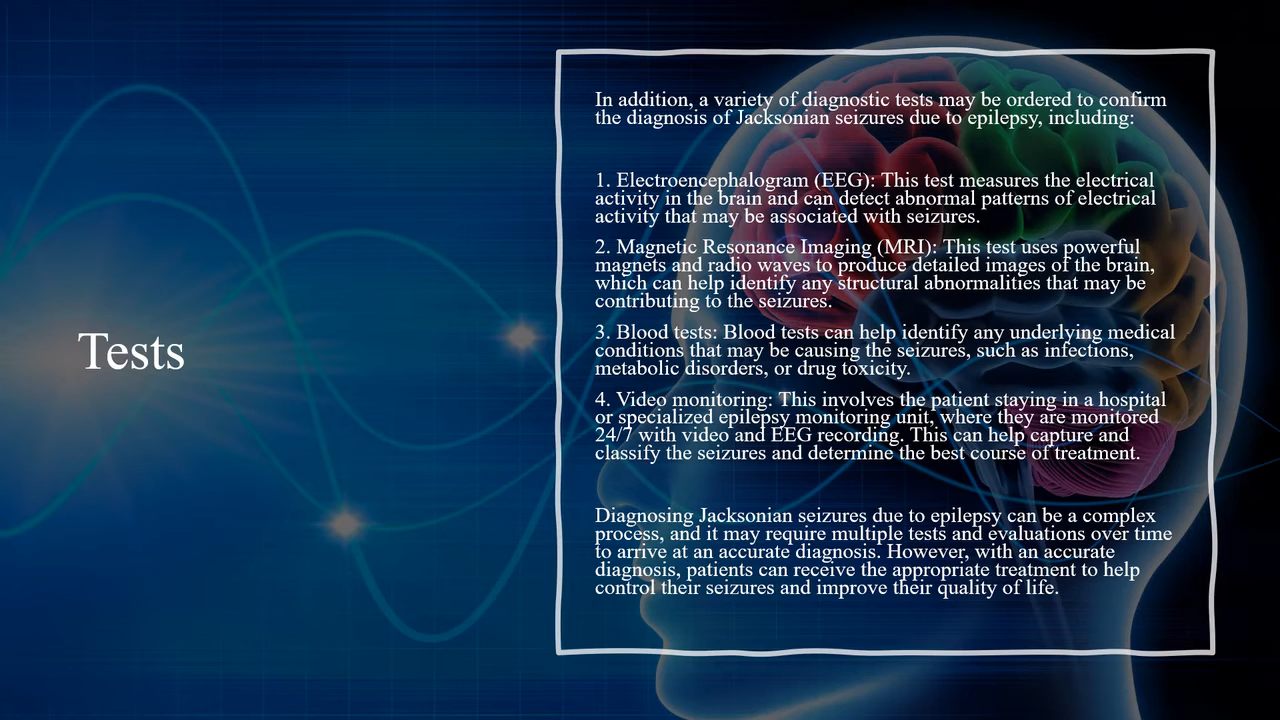 Tests
In addition, a variety of diagnostic tests may be ordered to confirm
the diagnosis of Jacksonian seizures due to epilepsy, including:
1. Electroencephalogram (EEG): This test measures the electrical
activity in the brain and can detect abnormal patterns of electrical
activity that may be associated with seizures.
2. Magnetic Resonance Imaging (MRI): This test uses powerful
magnets and radio waves to produce detailed images of the brain,
which can help identify any structural abnormalities that may be
contributing to the seizures.
3. Blood tests: Blood tests can help identify any underlying medical
conditions that may be causing the seizures, such as infections,
metabolic disorders, or drug toxicity.
4. Video monitoring: This involves the patient staying in a hospital
or specialized epilepsy monitoring unit, where they are monitored
24/7 with video and EEG recording. This can help capture and
classify the seizures and determine the best course of treatment.
Diagnosing Jacksonian seizures due to epilepsy can be a complex
process, and it may require multiple tests and evaluations over time
to arrive at an accurate diagnosis. However, with an accurate
diagnosis, patients can receive the appropriate treatment to help
control their seizures and improve their quality of life.